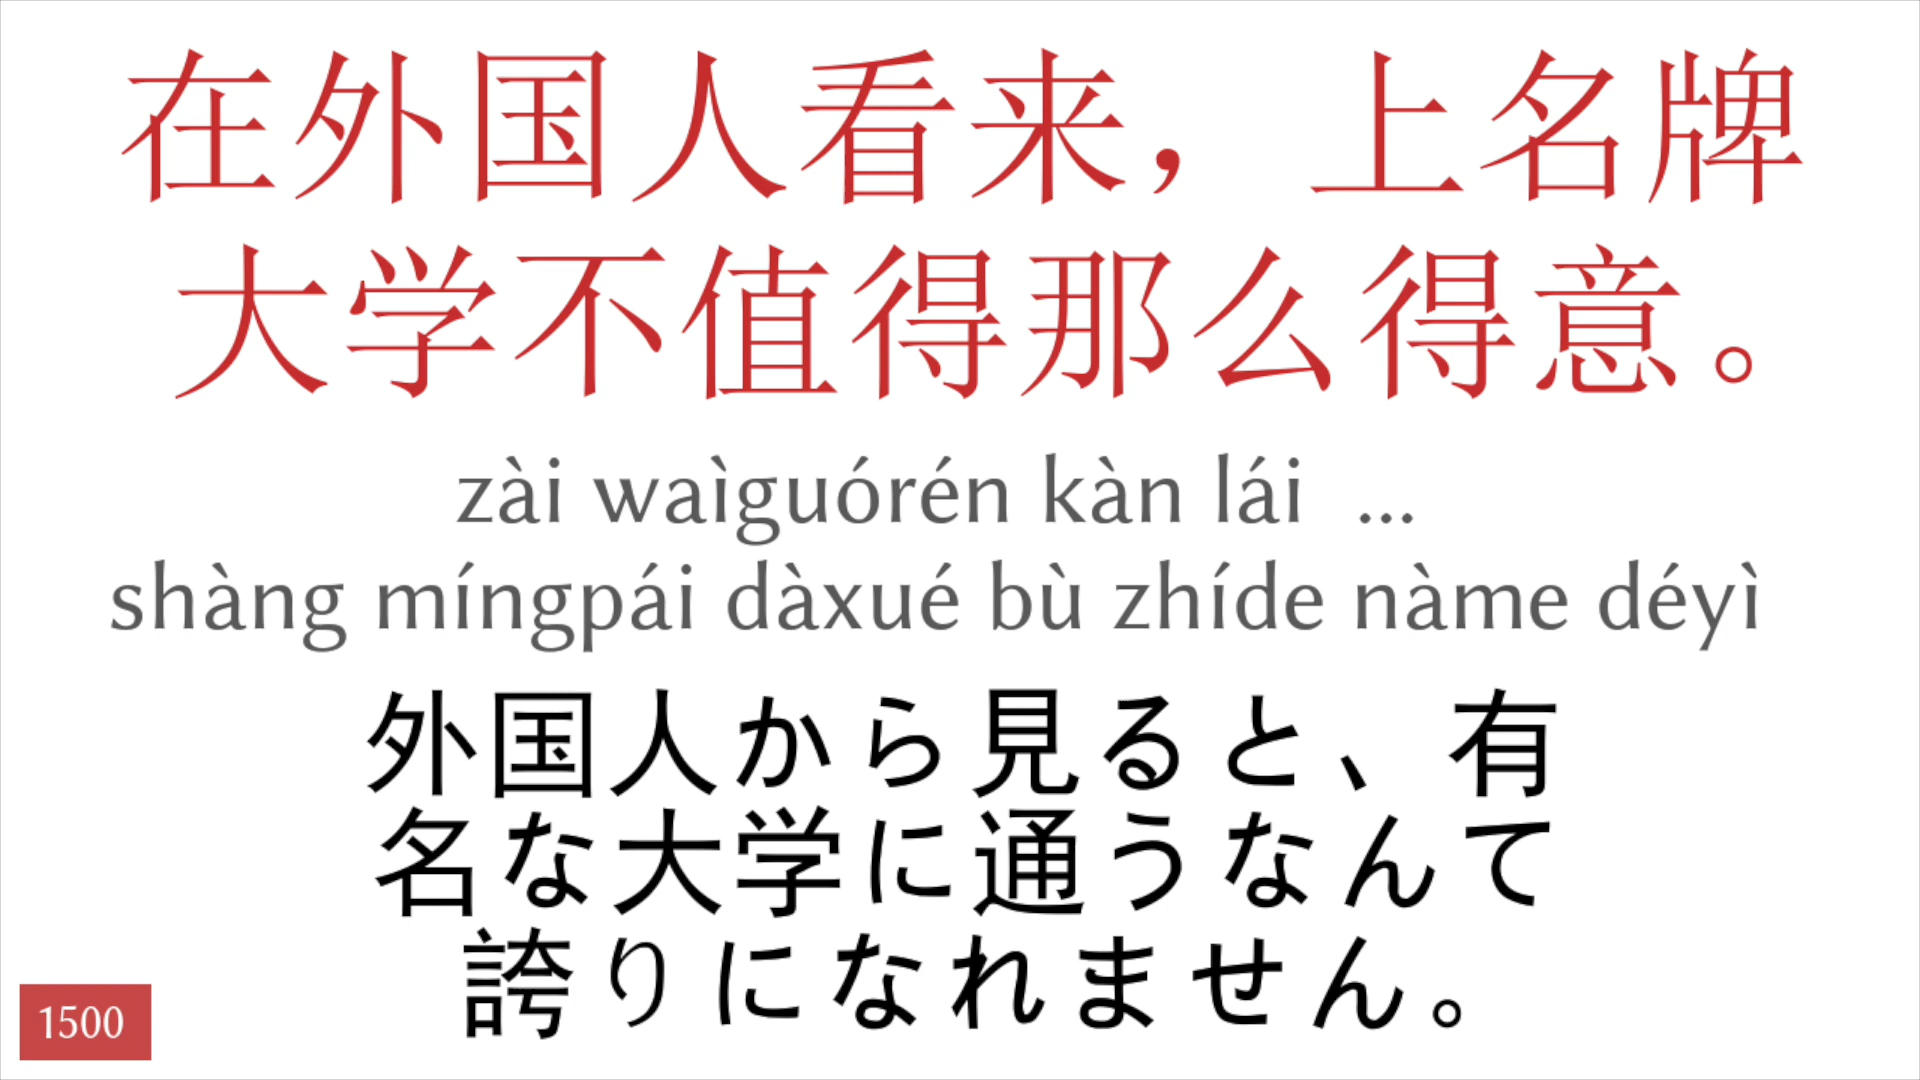 在外国人看来，上名牌
大学不值得那么得意。
zài waìguórén kàn lái ...
shàng míngpái dàxué bù zhíde nàme déyì
外国人から見ると、有
名な大学に通うなんて
誇りになれません。
1500